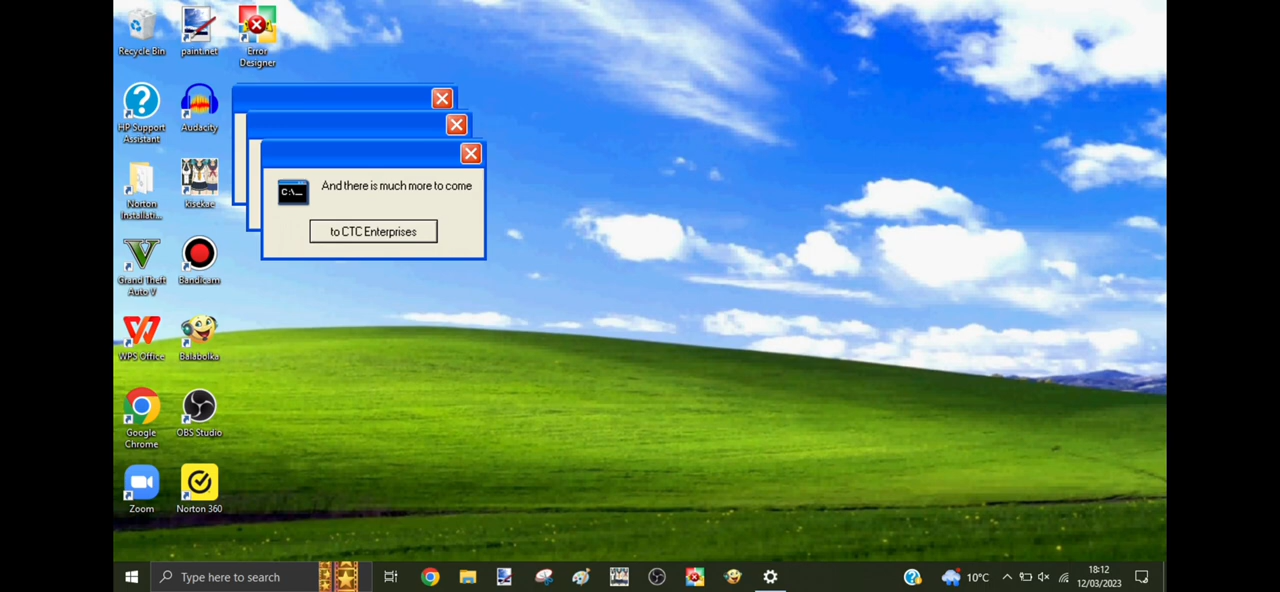 Recycle Bin
paint.net
Error
Designer
HP Support
Assistant
Audacity
Norton
Installati...
kisekae
Grand Theft
Auto V
Bandicam
WPS Office
Balabolka
Google
Chrome
OBS Studio
Zoom
Norton 360
C:\_
And there is much more to come
to CTC Enterprises
Type here to search
10°C
18:12
12/03/2023